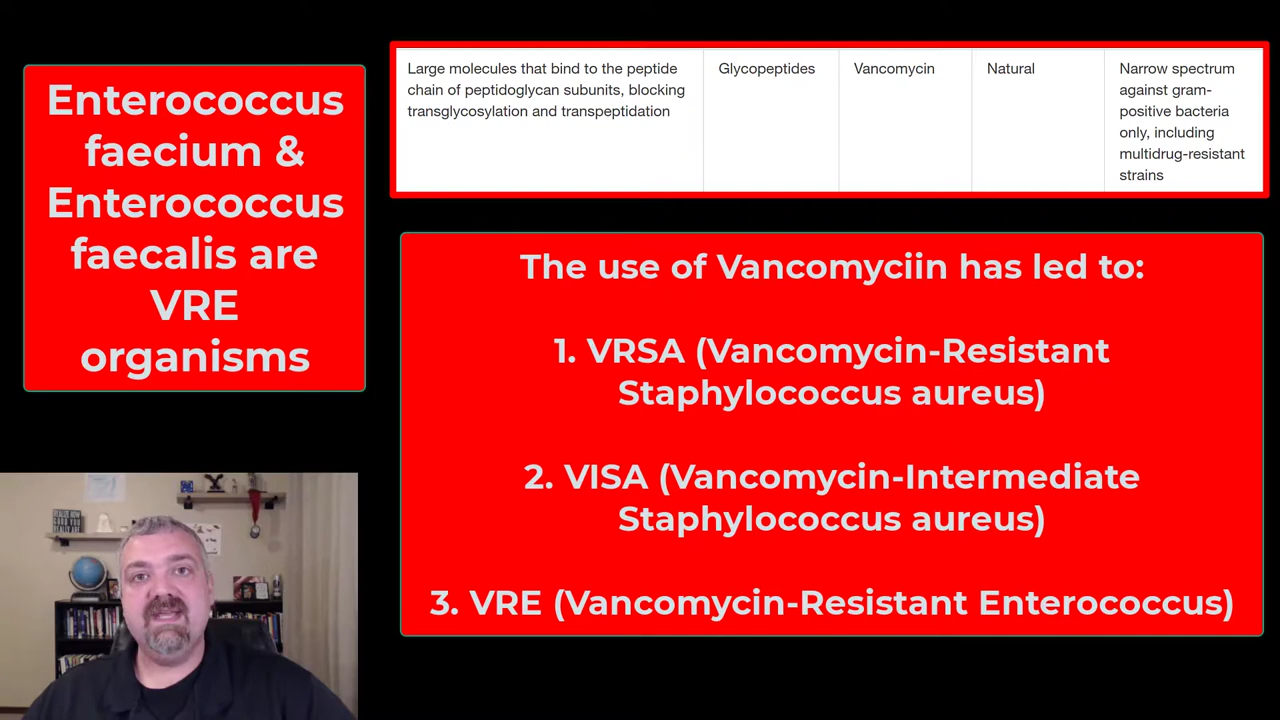 Enterococcus
faecium &
Enterococcus
faecalis are
VRE
organisms
Large molecules that bind to the peptide
chain of peptidoglycan subunits, blocking
transglycosylation and transpeptidation
Glycopeptides
Vancomycin
Natural
Narrow spectrum
against gram-
positive bacteria
only, including
multidrug-resistant
strains
The use of Vancomyciin has led to:
1. VRSA (Vancomycin-Resistant
Staphylococcus aureus)
2. VISA (Vancomycin-Intermediate
Staphylococcus aureus)
3. VRE (Vancomycin-Resistant Enterococcus)